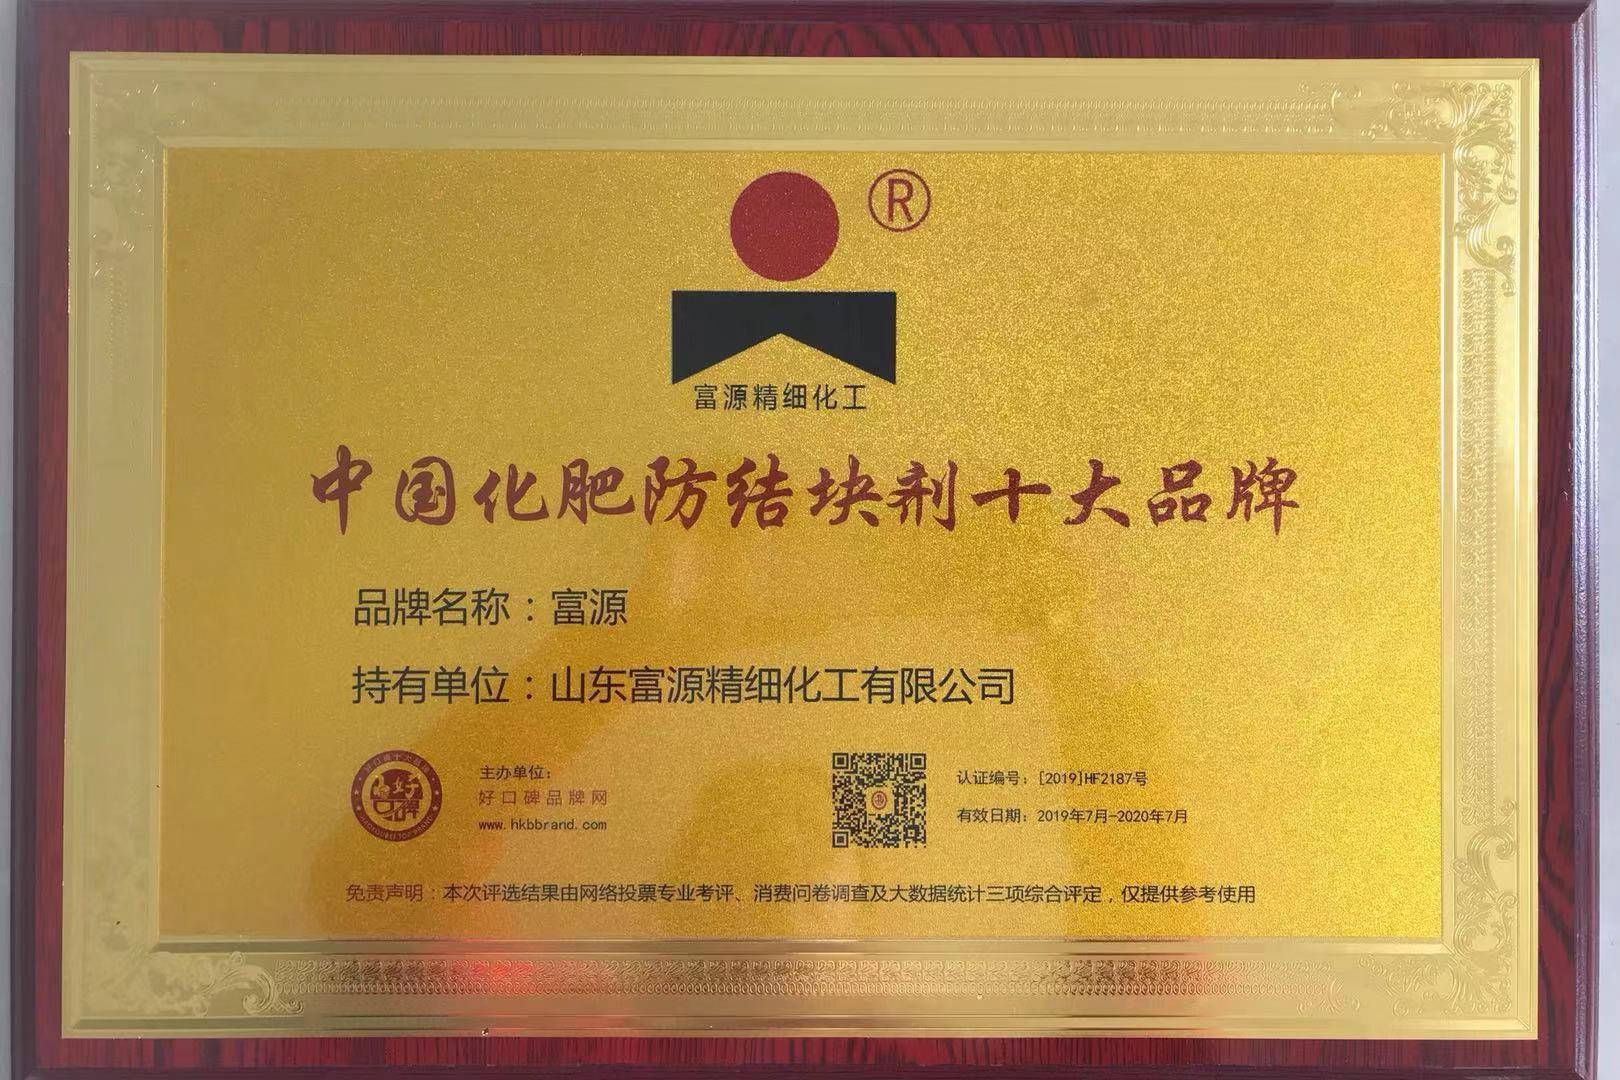 ®
富源精细化工
中国化肥防结块剂十大品牌
品牌名称：富源
持有单位：山东富源精细化工有限公司
好口碑
主办单位：
好口碑品牌网
www.hkbbrand.com
认证编号：[2019]HF2187号
有效日期：2019年7月-2020年7月
免责声明：本次评选结果由网络投票专业考评、消费问卷调查及大数据统计三项综合评定，仅提供参考使用